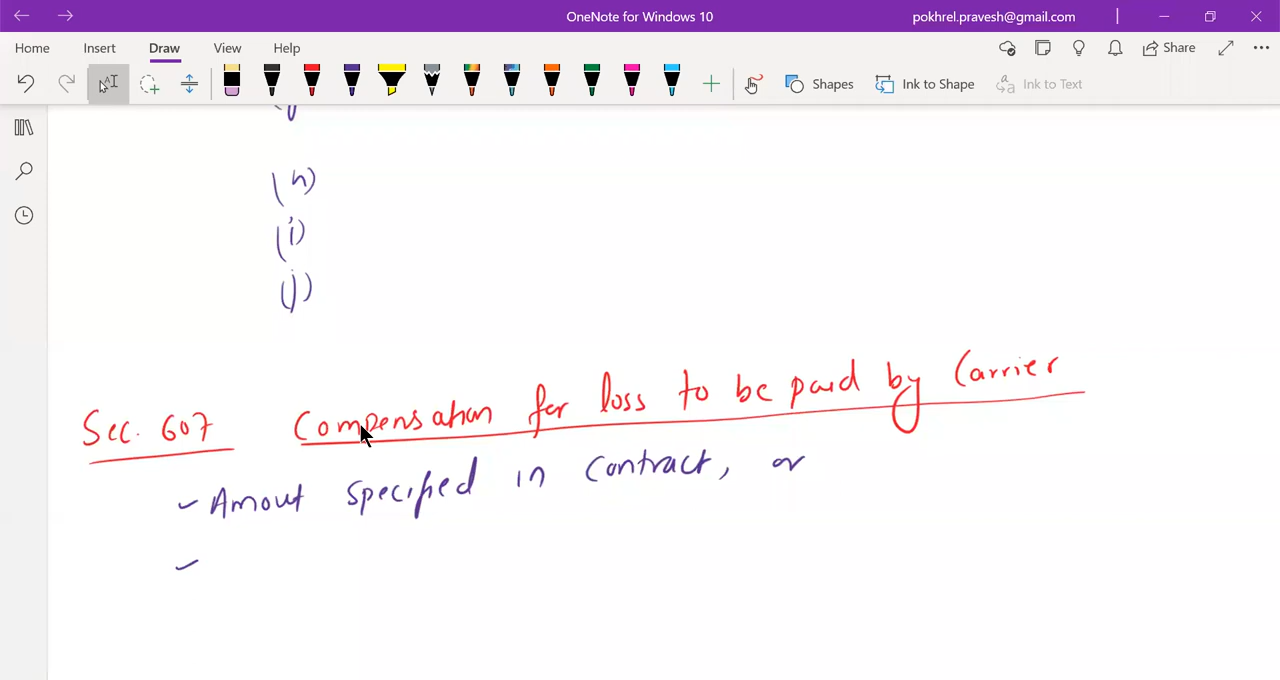 OneNote for Windows 10
pokhrel.pravesh@gmail.com
Home Insert Draw View Help Share
Shapes Ink to Shape Ink to Text
(h)
(i)
(j)
Sec. 607 Compensation for loss to be paid by Carrier
Amout specified in Contract, or